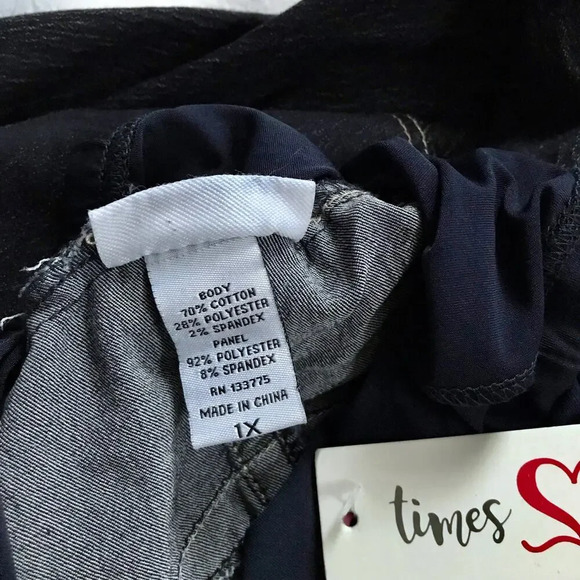 BODY
70% COTTON
28% POLYESTER
2% SPANDEX
PANEL
92% POLYESTER
8% SPANDEX
RN 133775
MADE IN CHINA
1X
times